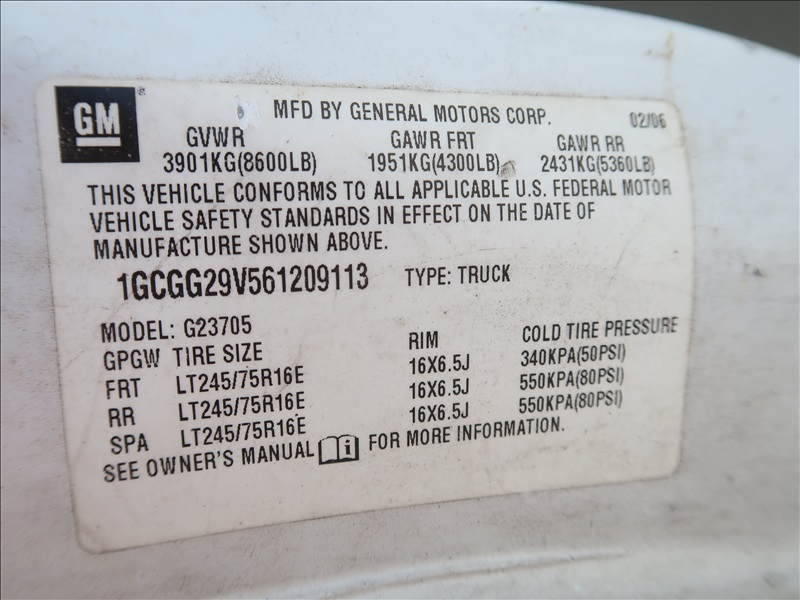 GM®
MFD BY GENERAL MOTORS CORP. 02/06
GVWR GAWR FRT GAWR RR
3901KG(8600LB) 1951KG(4300LB) 2431KG(5360LB)
THIS VEHICLE CONFORMS TO ALL APPLICABLE U.S. FEDERAL MOTOR
VEHICLE SAFETY STANDARDS IN EFFECT ON THE DATE OF
MANUFACTURE SHOWN ABOVE.
1GCGG29V561209113 TYPE: TRUCK
MODEL: G23705
GPGW TIRE SIZE RIM COLD TIRE PRESSURE
FRT LT245/75R16E 16X6.5J 340KPA(50PSI)
RR LT245/75R16E 16X6.5J 550KPA(80PSI)
SPA LT245/75R16E 16X6.5J 550KPA(80PSI)
SEE OWNER'S MANUAL i FOR MORE INFORMATION.